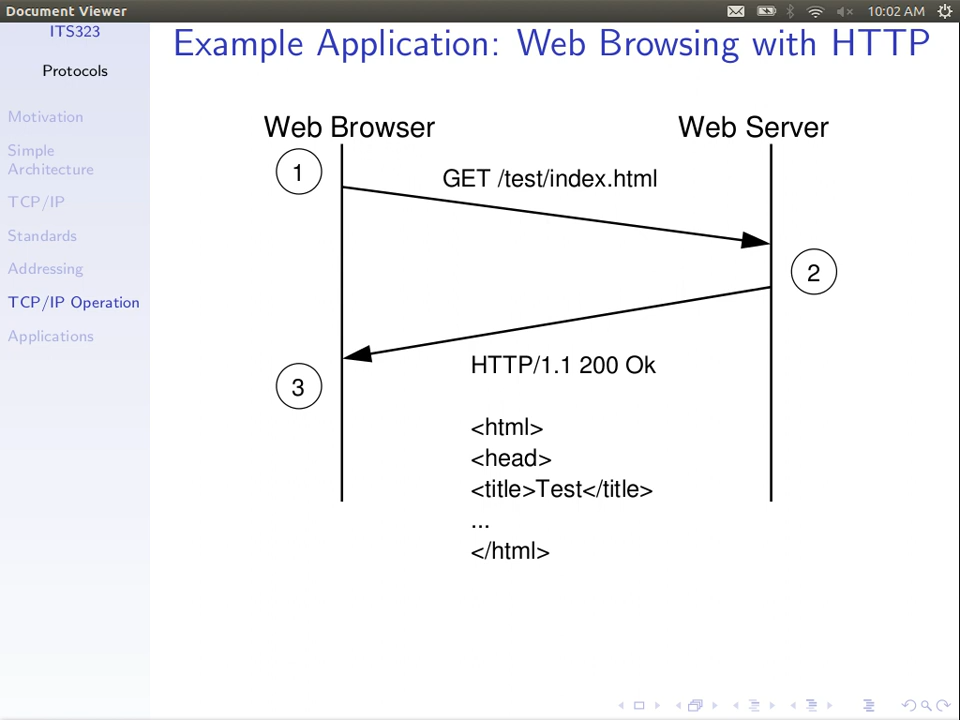 Document Viewer
10:02 AM
ITS323
Protocols
Motivation
Simple
Architecture
TCP/IP
Standards
Addressing
TCP/IP Operation
Applications
Example Application: Web Browsing with HTTP
Web Browser
Web Server
1
GET /test/index.html
2
HTTP/1.1 200 Ok
3
<html>
<head>
<title>Test</title>
...
</html>